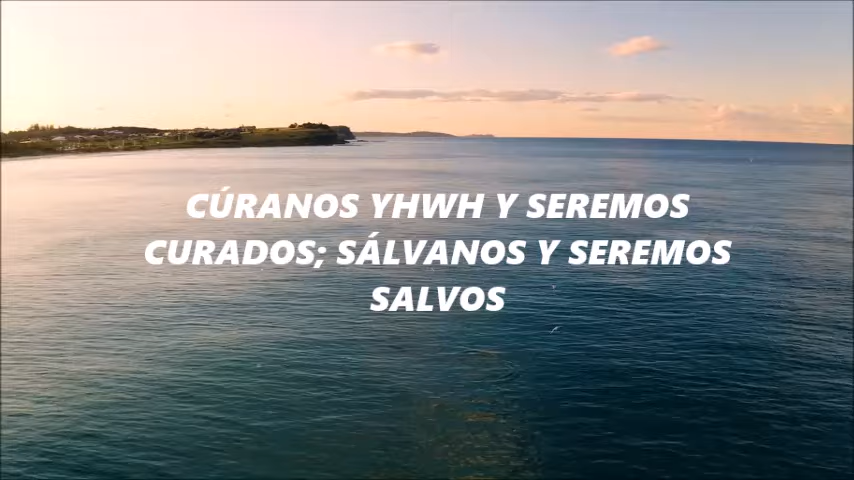 CÚRANOS YHWH Y SEREMOS
CURADOS; SÁLVANOS Y SEREMOS
SALVOS